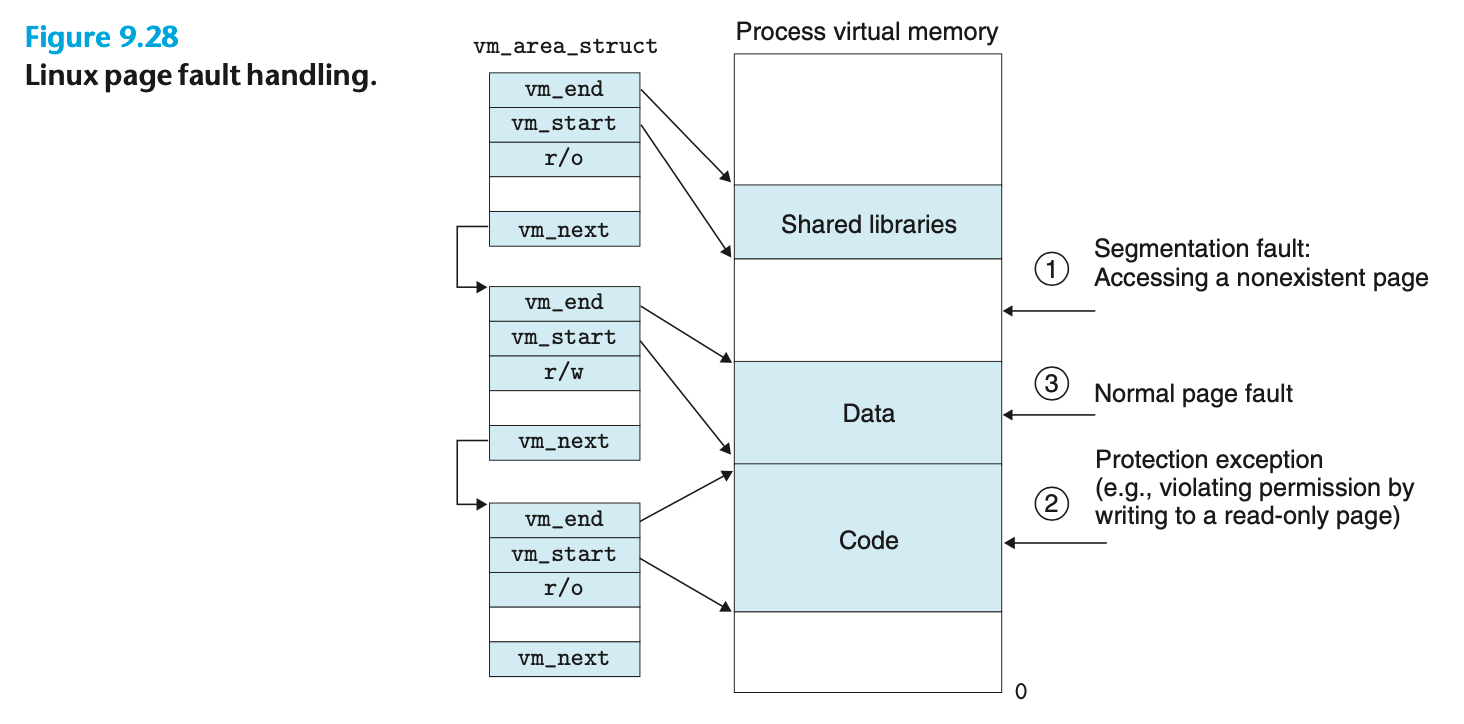 Figure 9.28
Linux page fault handling.
vm_area_struct
vm_end
vm_start
r/o
vm_next
vm_end
vm_start
r/w
vm_next
vm_end
vm_start
r/o
vm_next
Process virtual memory
Shared libraries
Data
Code
0
1
Segmentation fault:
Accessing a nonexistent page
3
Normal page fault
2
Protection exception
(e.g., violating permission by
writing to a read-only page)